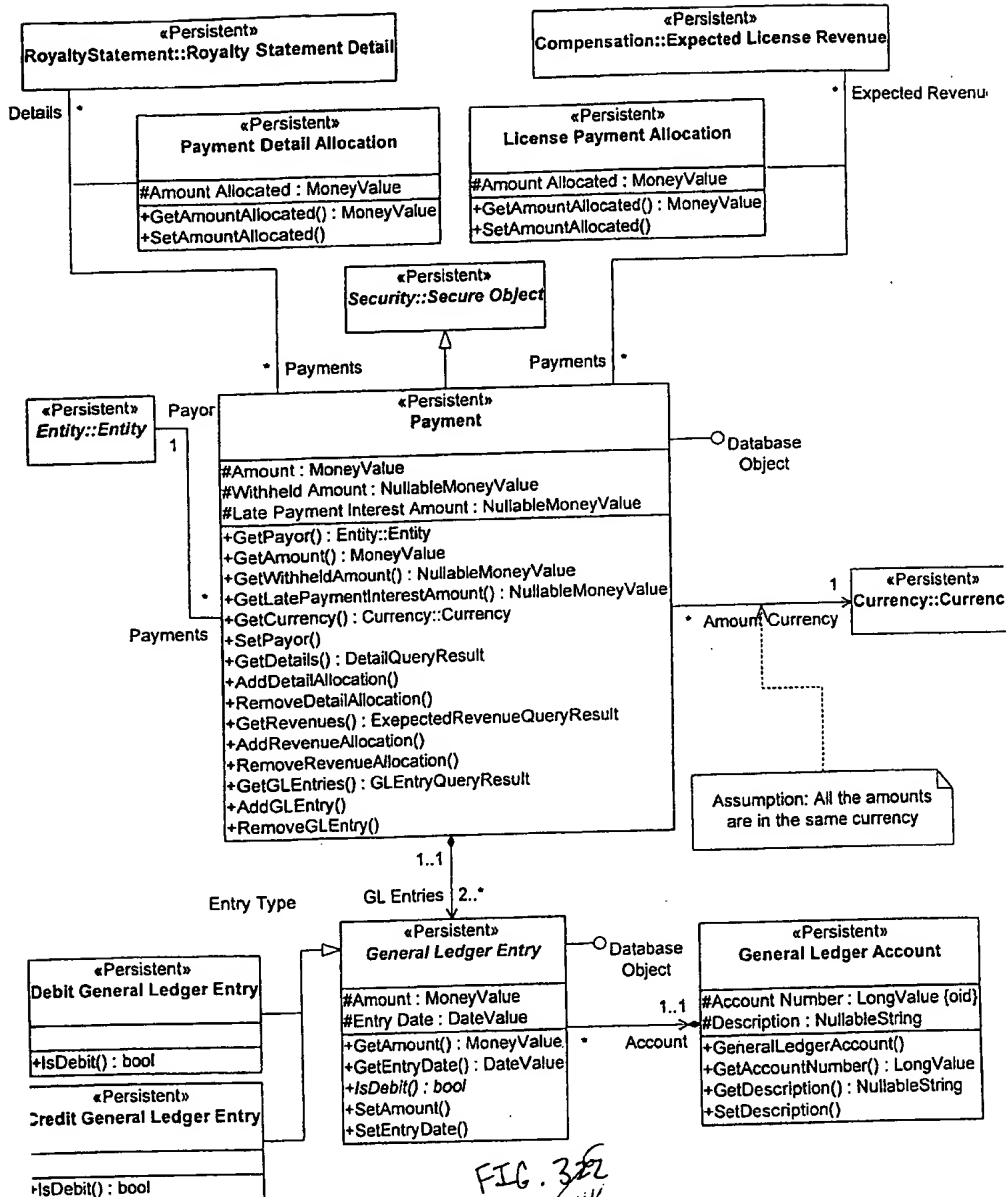 «Persistent»
RoyaltyStatement::Royalty Statement Detail
«Persistent»
Compensation::Expected License Revenue
Details
*
* Expected Revenu
«Persistent»
Payment Detail Allocation
#Amount Allocated : MoneyValue
+GetAmountAllocated() : MoneyValue
+SetAmountAllocated()
«Persistent»
License Payment Allocation
#Amount Allocated : MoneyValue
+GetAmountAllocated() : MoneyValue
+SetAmountAllocated()
«Persistent»
Security::Secure Object
* Payments
Payments *
«Persistent»
Entity::Entity
Payor
1
«Persistent»
Payment
#Amount : MoneyValue
#Withheld Amount : NullableMoneyValue
#Late Payment Interest Amount : NullableMoneyValue
+GetPayor() : Entity::Entity
+GetAmount() : MoneyValue
+GetWithheldAmount() : NullableMoneyValue
+GetLatePaymentInterestAmount() : NullableMoneyValue
+GetCurrency() : Currency::Currency
+SetPayor()
+GetDetails() : DetailQueryResult
+AddDetailAllocation()
+RemoveDetailAllocation()
+GetRevenues() : ExepectedRevenueQueryResult
+AddRevenueAllocation()
+RemoveRevenueAllocation()
+GetGLEntries() : GLEntryQueryResult
+AddGLEntry()
+RemoveGLEntry()
Database
Object
*
Payments
1
* Amount Currency
«Persistent»
Currency::Currenc
Assumption: All the amounts
are in the same currency
1..1
GL Entries 2..*
Entry Type
«Persistent»
General Ledger Entry
#Amount : MoneyValue
#Entry Date : DateValue
+GetAmount() : MoneyValue
+GetEntryDate() : DateValue
+IsDebit() : bool
+SetAmount()
+SetEntryDate()
Database
Object
1..1
* Account
«Persistent»
General Ledger Account
#Account Number : LongValue {oid}
#Description : NullableString
+GeneralLedgerAccount()
+GetAccountNumber() : LongValue
+GetDescription() : NullableString
+SetDescription()
«Persistent»
Debit General Ledger Entry
+IsDebit() : bool
«Persistent»
Credit General Ledger Entry
+IsDebit() : bool
FIG.